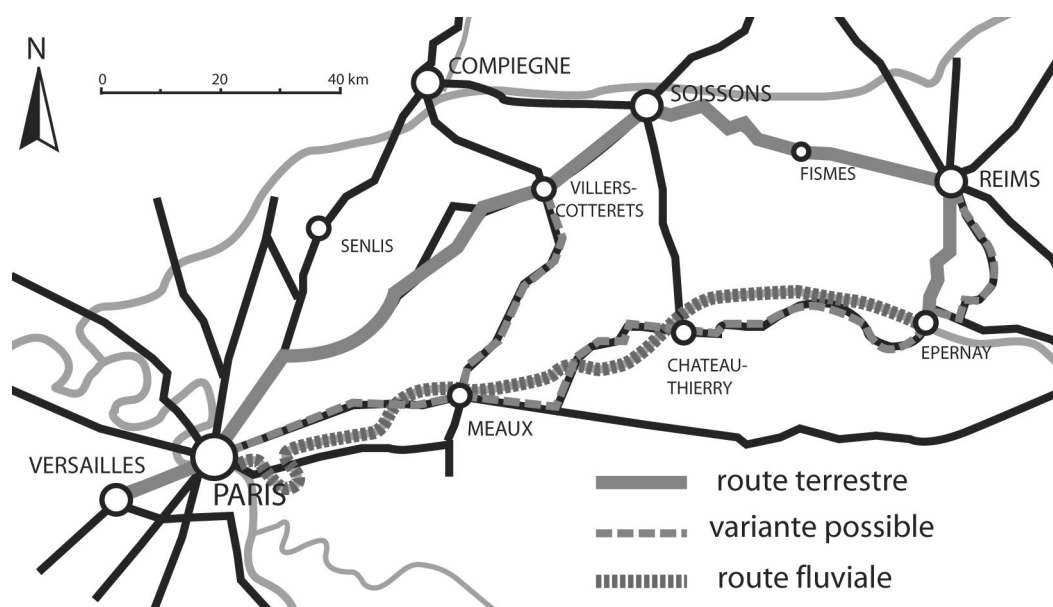 N
0
20
40 km
COMPIEGNE
SOISSONS
FISMES
REIMS
VILLERS-
COTTERETS
SENLIS
EPERNAY
CHATEAU-
THIERRY
MEAUX
VERSAILLES
PARIS
route terrestre
variante possible
route fluviale